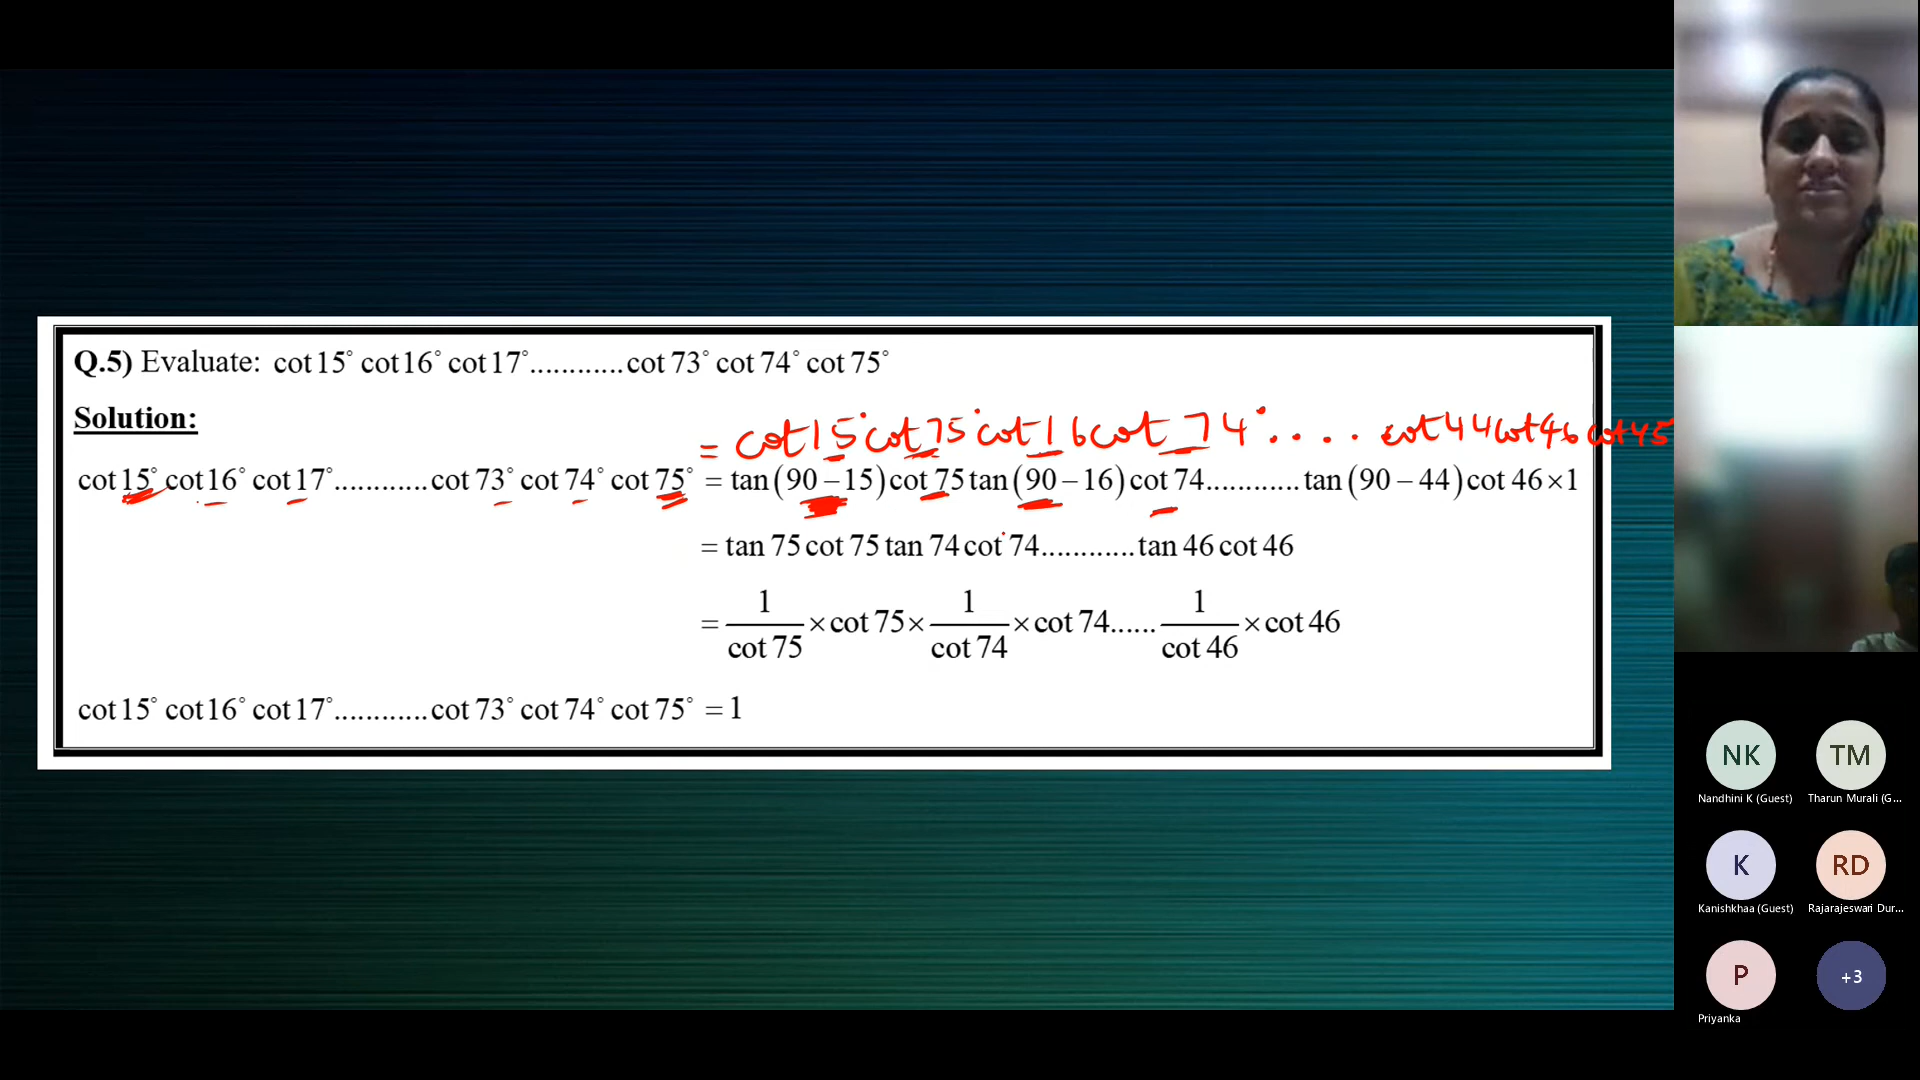 Q.5) Evaluate: cot 15° cot 16° cot 17°............cot 73° cot 74° cot 75°
Solution:
= cot 15° cot 75° cot 16 cot 74° .... cot 44 cot 46 cot 45°
cot 15° cot 16° cot 17°............cot 73° cot 74° cot 75° = tan(90 − 15)cot 75 tan(90 − 16)cot 74............tan(90 − 44)cot 46 × 1
= tan 75 cot 75 tan 74 cot 74............tan 46 cot 46
= 1/cot 75 × cot 75 × 1/cot 74 × cot 74...... 1/cot 46 × cot 46
cot 15° cot 16° cot 17°............cot 73° cot 74° cot 75° = 1
NK
TM
Nandhini K (Guest)
Tharun Murali (G...
K
RD
Kanishkhaa (Guest)
Rajarajeswari Dur...
P
+3
Priyanka